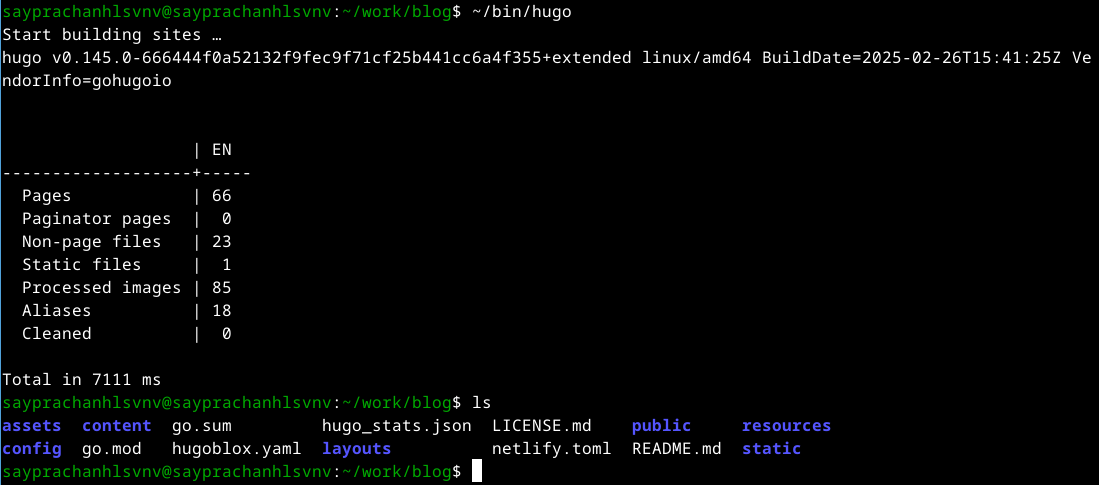 sayprachanhlsvnv@sayprachanhlsvnv:~/work/blog$ ~/bin/hugo
Start building sites …
hugo v0.145.0-666444f0a52132f9fec9f71cf25b441cc6a4f355+extended linux/amd64 BuildDate=2025-02-26T15:41:25Z Ve
ndorInfo=gohugoio
                   | EN
-------------------+-----
  Pages            | 66
  Paginator pages  |  0
  Non-page files   | 23
  Static files     |  1
  Processed images | 85
  Aliases          | 18
  Cleaned          |  0
Total in 7111 ms
sayprachanhlsvnv@sayprachanhlsvnv:~/work/blog$ ls
assets  content  go.sum         hugo_stats.json  LICENSE.md    public     resources
config  go.mod   hugoblox.yaml  layouts          netlify.toml  README.md  static
sayprachanhlsvnv@sayprachanhlsvnv:~/work/blog$